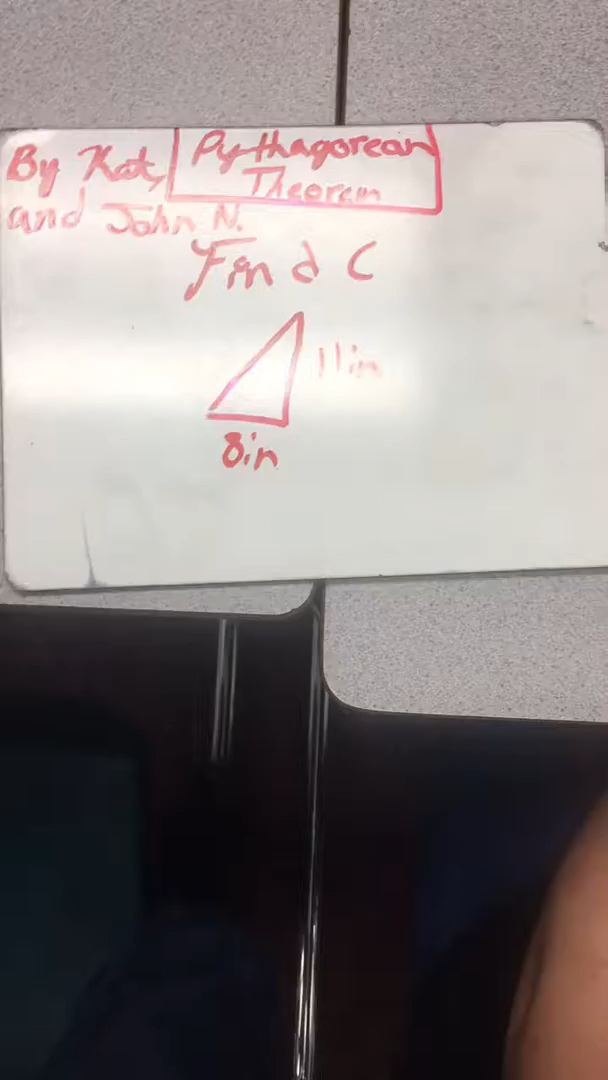 By Kat,
and John N.
Pythagorean
Theorem
Find C
11in
8in